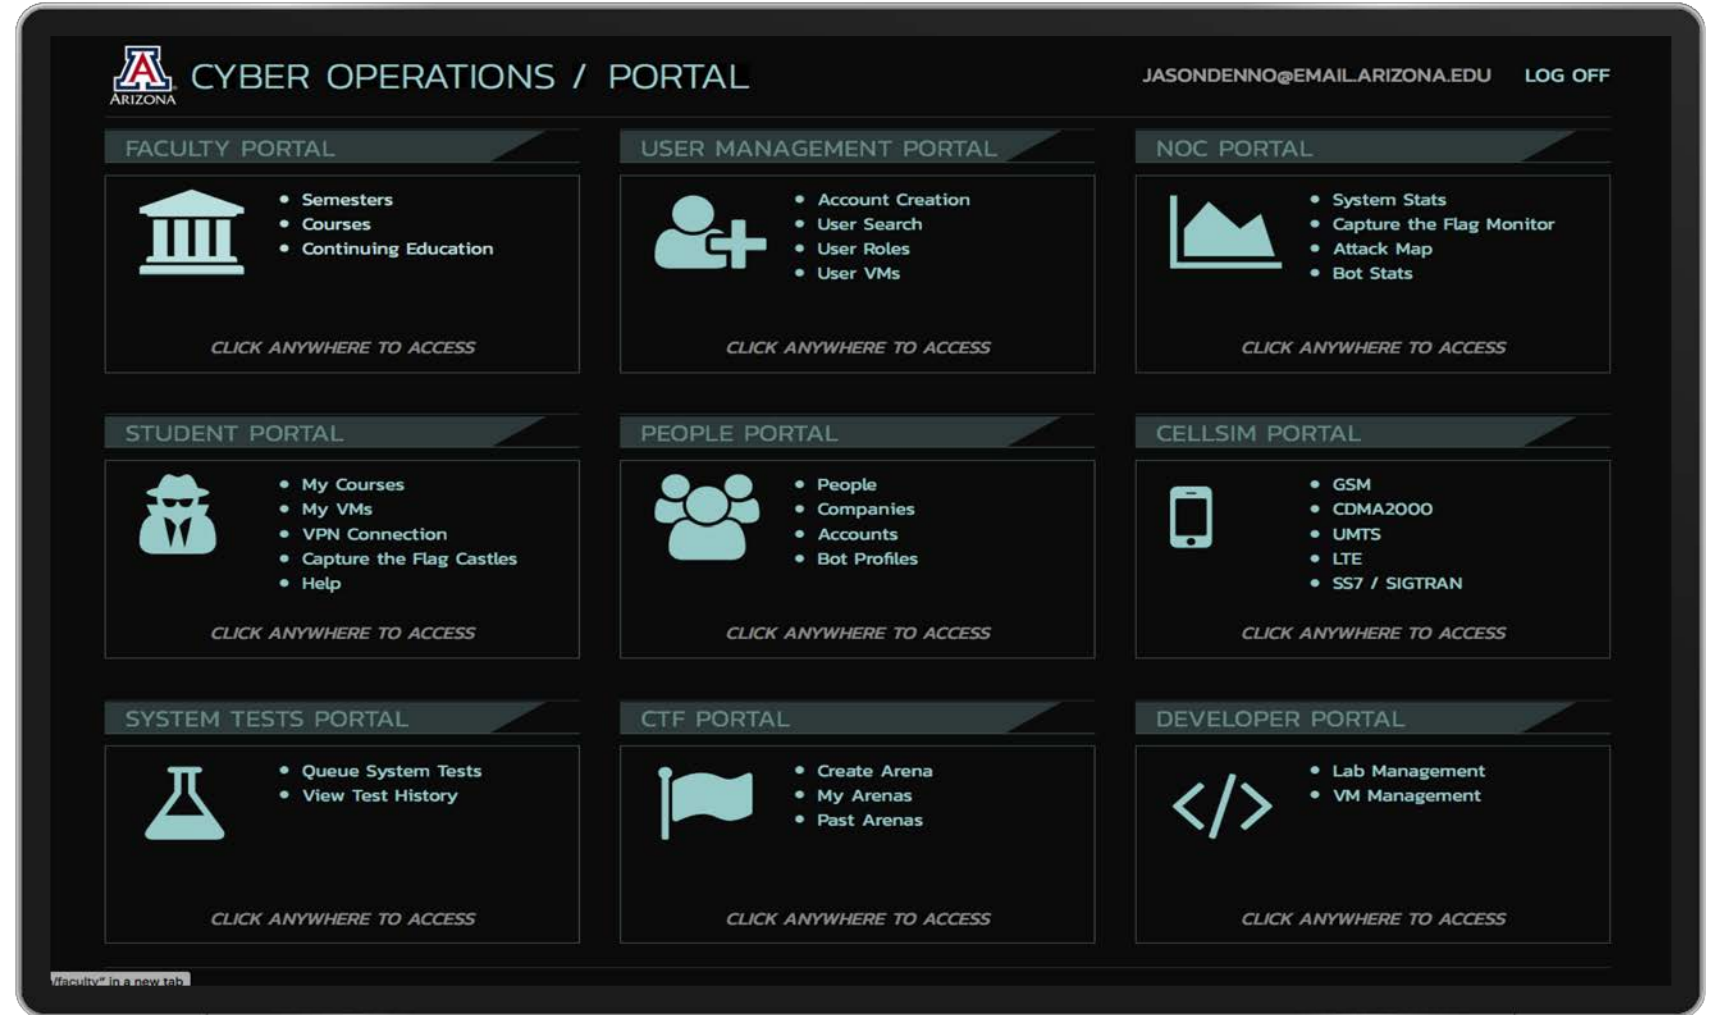 CYBER OPERATIONS / PORTAL
ARIZONA
JASONDENNO@EMAIL.ARIZONA.EDU LOG OFF
FACULTY PORTAL
Semesters
Courses
Continuing Education
CLICK ANYWHERE TO ACCESS
USER MANAGEMENT PORTAL
Account Creation
User Search
User Roles
User VMs
CLICK ANYWHERE TO ACCESS
NOC PORTAL
System Stats
Capture the Flag Monitor
Attack Map
Bot Stats
CLICK ANYWHERE TO ACCESS
STUDENT PORTAL
My Courses
My VMs
VPN Connection
Capture the Flag Castles
Help
CLICK ANYWHERE TO ACCESS
PEOPLE PORTAL
People
Companies
Accounts
Bot Profiles
CLICK ANYWHERE TO ACCESS
CELLSIM PORTAL
GSM
CDMA2000
UMTS
LTE
SS7 / SIGTRAN
CLICK ANYWHERE TO ACCESS
SYSTEM TESTS PORTAL
Queue System Tests
View Test History
CLICK ANYWHERE TO ACCESS
CTF PORTAL
Create Arena
My Arenas
Past Arenas
CLICK ANYWHERE TO ACCESS
DEVELOPER PORTAL
Lab Management
VM Management
CLICK ANYWHERE TO ACCESS
/faculty" in a new tab